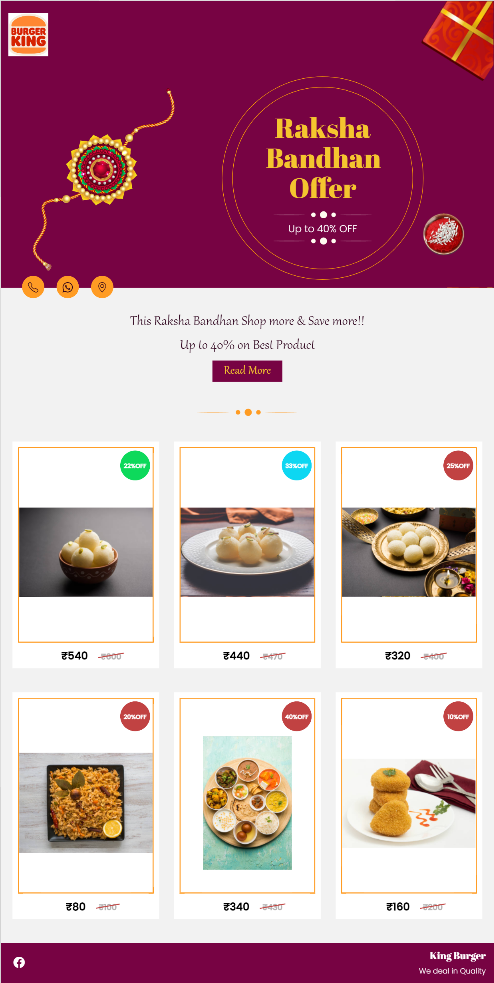 BURGER
KING
Raksha
Bandhan
Offer
Up to 40% OFF
This Raksha Bandhan Shop more & Save more!!
Up to 40% on Best Product
Read More
22%OFF
33%OFF
25%OFF
₹540 ₹600
₹440 ₹470
₹320 ₹400
20%OFF
40%OFF
10%OFF
₹80 ₹100
₹340 ₹430
₹160 ₹200
King Burger
We deal in Quality